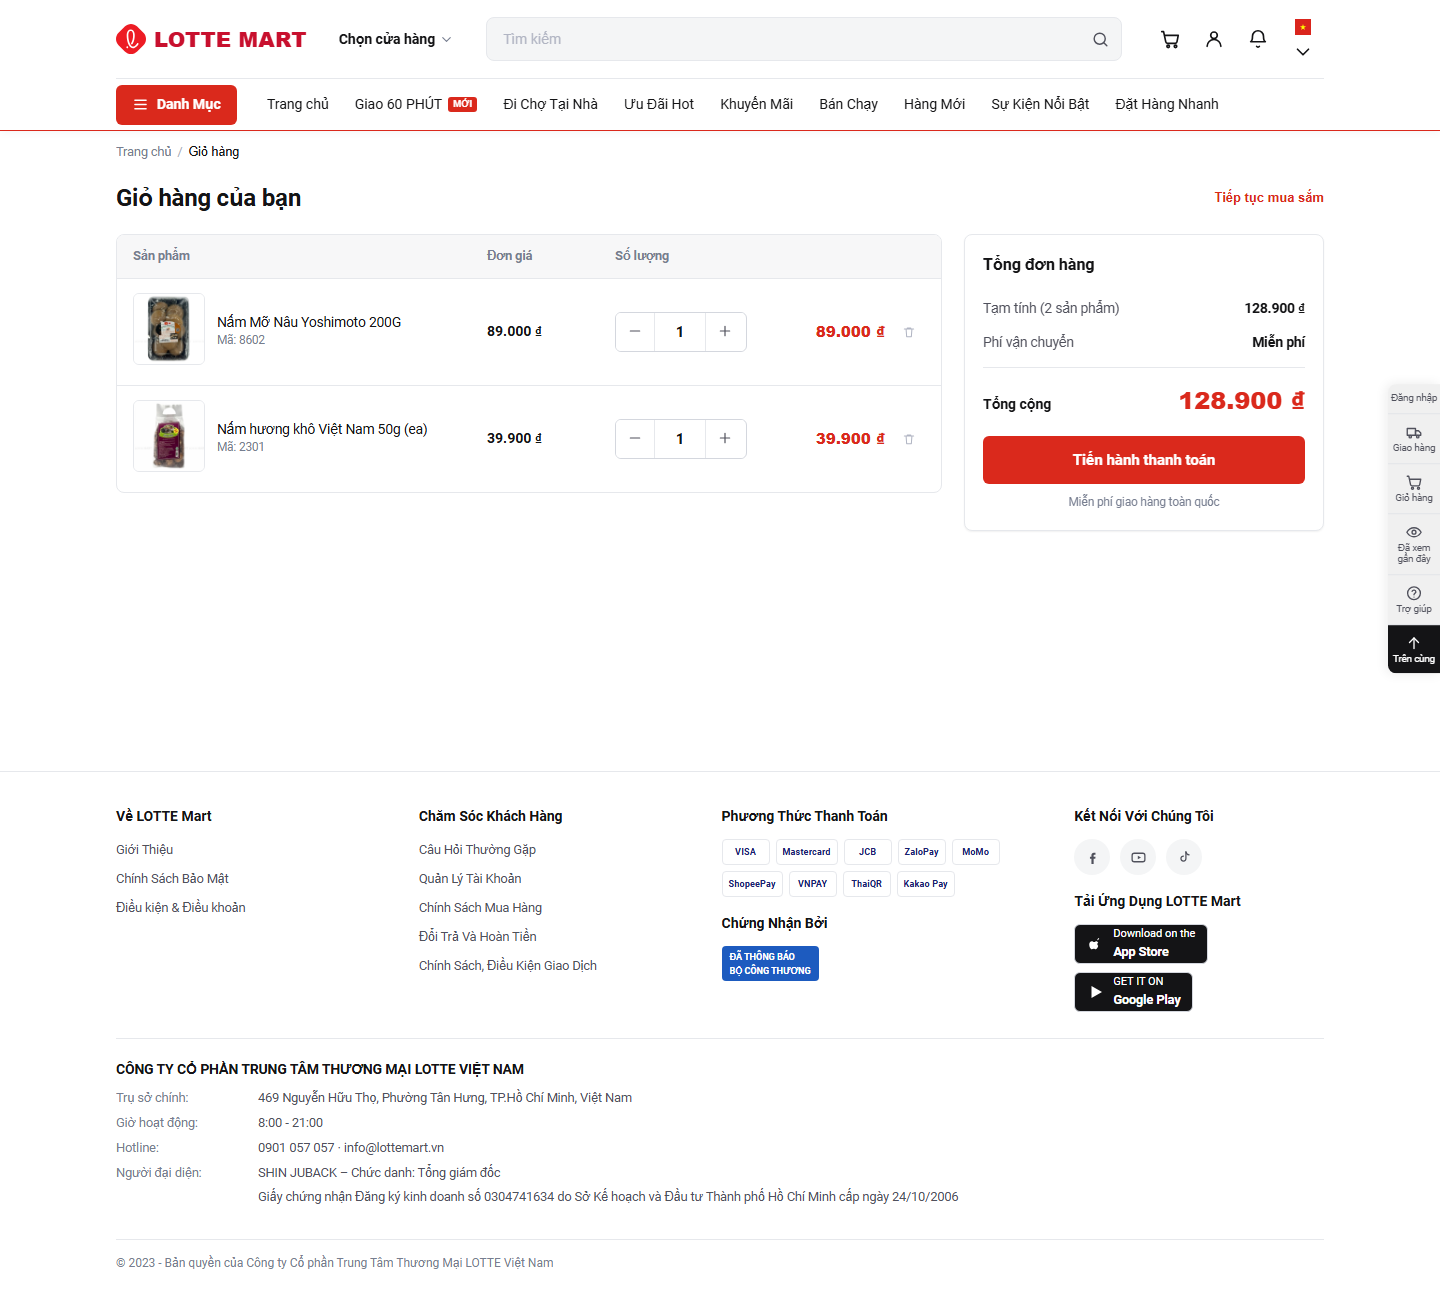 LOTTE MART
Chọn cửa hàng
Tìm kiếm
Danh Mục
Trang chủ
Giao 60 PHÚT MỚI
Đi Chợ Tại Nhà
Ưu Đãi Hot
Khuyến Mãi
Bán Chạy
Hàng Mới
Sự Kiện Nổi Bật
Đặt Hàng Nhanh
Trang chủ / Giỏ hàng
Giỏ hàng của bạn
Tiếp tục mua sắm
Sản phẩm Đơn giá Số lượng
Nấm Mỡ Nâu Yoshimoto 200G
Mã: 8602
89.000 ₫
1
89.000 ₫
Nấm hương khô Việt Nam 50g (ea)
Mã: 2301
39.900 ₫
1
39.900 ₫
Tổng đơn hàng
Tạm tính (2 sản phẩm) 128.900 ₫
Phí vận chuyển Miễn phí
Tổng cộng 128.900 ₫
Tiến hành thanh toán
Miễn phí giao hàng toàn quốc
Đăng nhập
Giao hàng
Giỏ hàng
Đã xem
gần đây
Trợ giúp
Trên cùng
Về LOTTE Mart
Giới Thiệu
Chính Sách Bảo Mật
Điều kiện & Điều khoản
Chăm Sóc Khách Hàng
Câu Hỏi Thường Gặp
Quản Lý Tài Khoản
Chính Sách Mua Hàng
Đổi Trả Và Hoàn Tiền
Chính Sách, Điều Kiện Giao Dịch
Phương Thức Thanh Toán
VISA Mastercard JCB ZaloPay MoMo
ShopeePay VNPAY ThaiQR Kakao Pay
Chứng Nhận Bởi
ĐÃ THÔNG BÁO
BỘ CÔNG THƯƠNG
Kết Nối Với Chúng Tôi
Tải Ứng Dụng LOTTE Mart
Download on the
App Store
GET IT ON
Google Play
CÔNG TY CỔ PHẦN TRUNG TÂM THƯƠNG MẠI LOTTE VIỆT NAM
Trụ sở chính: 469 Nguyễn Hữu Thọ, Phường Tân Hưng, TP.Hồ Chí Minh, Việt Nam
Giờ hoạt động: 8:00 - 21:00
Hotline: 0901 057 057 · info@lottemart.vn
Người đại diện: SHIN JUBACK – Chức danh: Tổng giám đốc
Giấy chứng nhận Đăng ký kinh doanh số 0304741634 do Sở Kế hoạch và Đầu tư Thành phố Hồ Chí Minh cấp ngày 24/10/2006
© 2023 - Bản quyền của Công ty Cổ phần Trung Tâm Thương Mại LOTTE Việt Nam